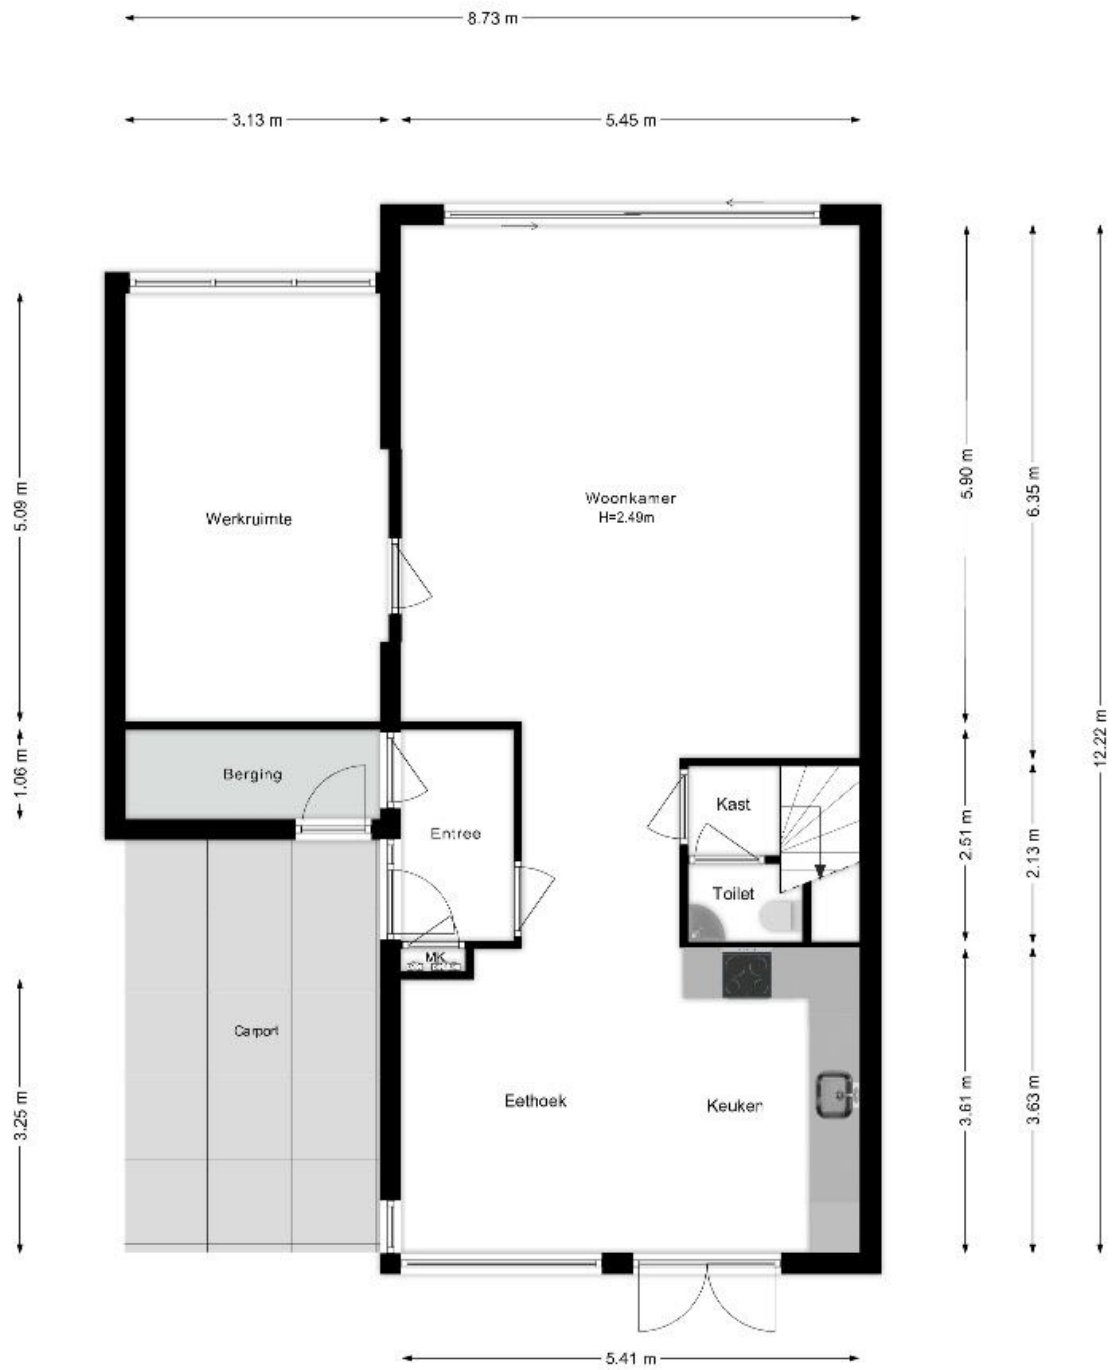 8.73 m
3.13 m
5.45 m
5.90 m
6.35 m
5.09 m
Woonkamer
H=2.49m
Werkruimte
12.22 m
1.06 m
Berging
Entree
Kast
2.51 m
2.13 m
Toilet
MK
Carport
Eethoek
Keuken
3.25 m
3.61 m
3.63 m
5.41 m